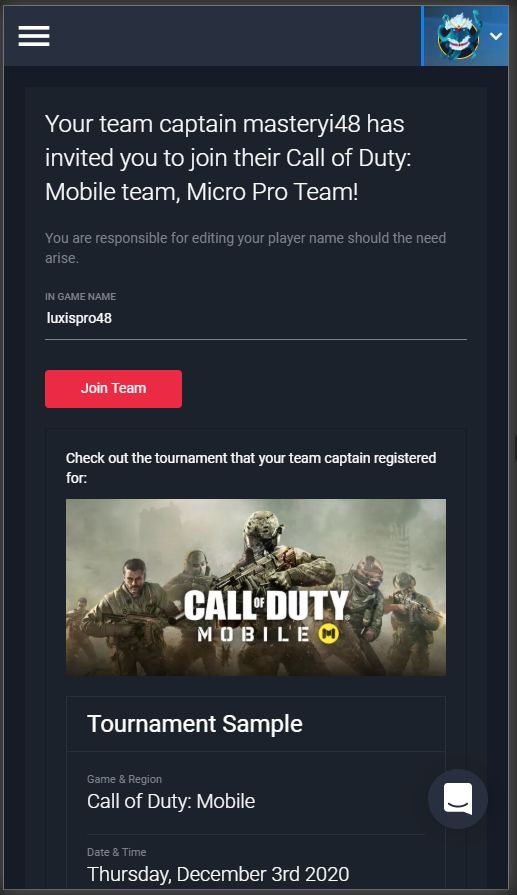 Your team captain masteryi48 has
invited you to join their Call of Duty:
Mobile team, Micro Pro Team!
You are responsible for editing your player name should the need
arise.
IN GAME NAME
luxispro48
Join Team
Check out the tournament that your team captain registered
for:
CALL OF DUTY
MOBILE
Tournament Sample
Game & Region
Call of Duty: Mobile
Date & Time
Thursday, December 3rd 2020